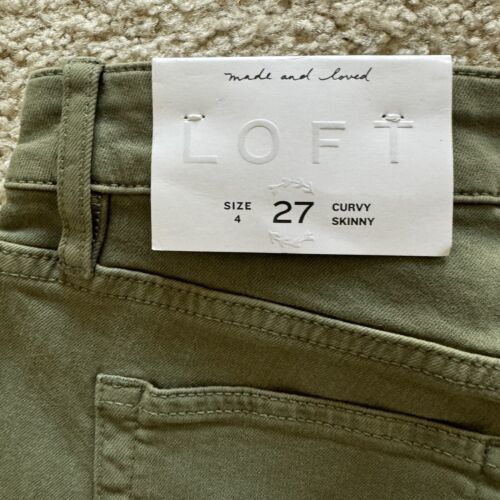 made and loved
LOFT
SIZE 27 CURVY
4 SKINNY